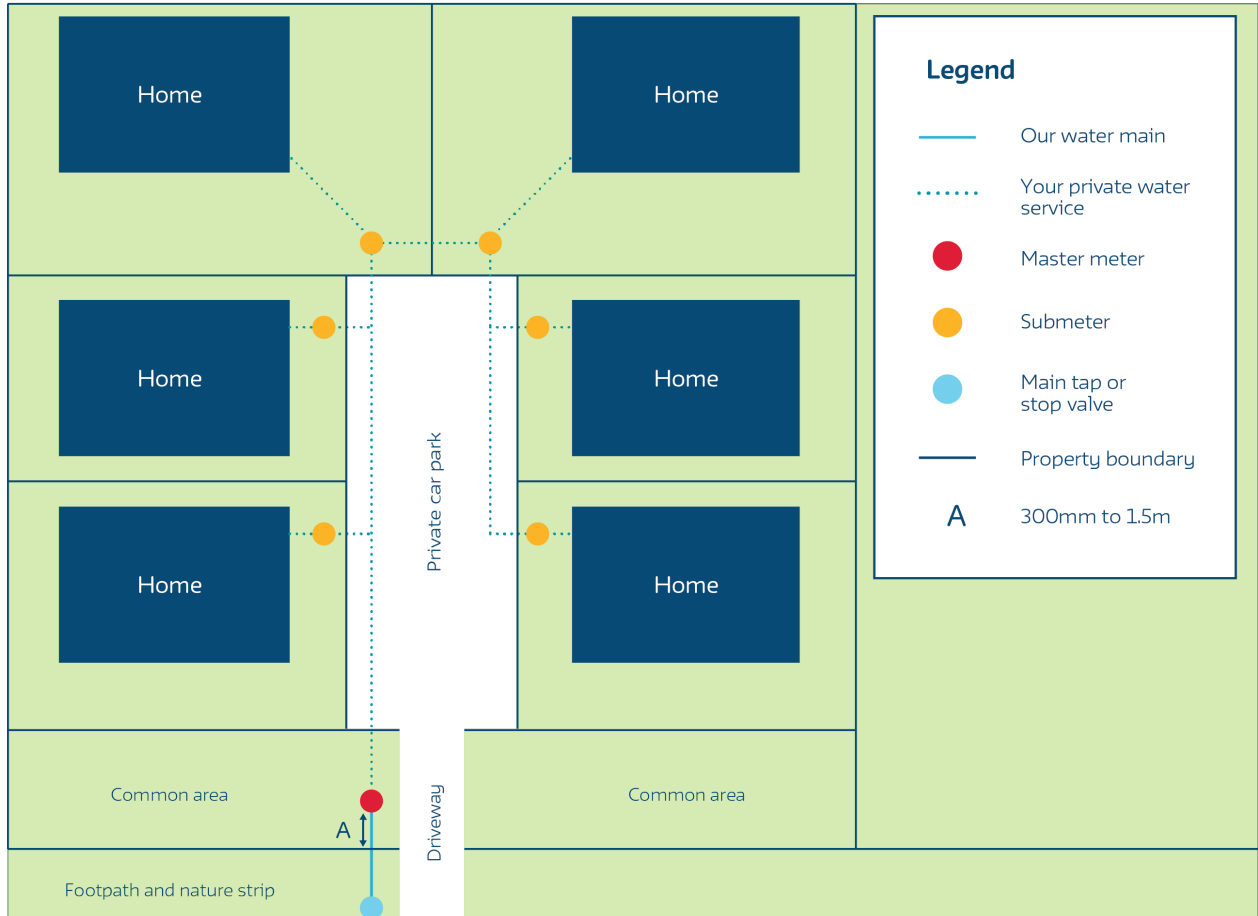 Home
Home
Home
Home
Home
Home
Private car park
Common area
Common area
Driveway
A
Footpath and nature strip
Legend
Our water main
Your private water
service
Master meter
Submeter
Main tap or
stop valve
Property boundary
A
300mm to 1.5m